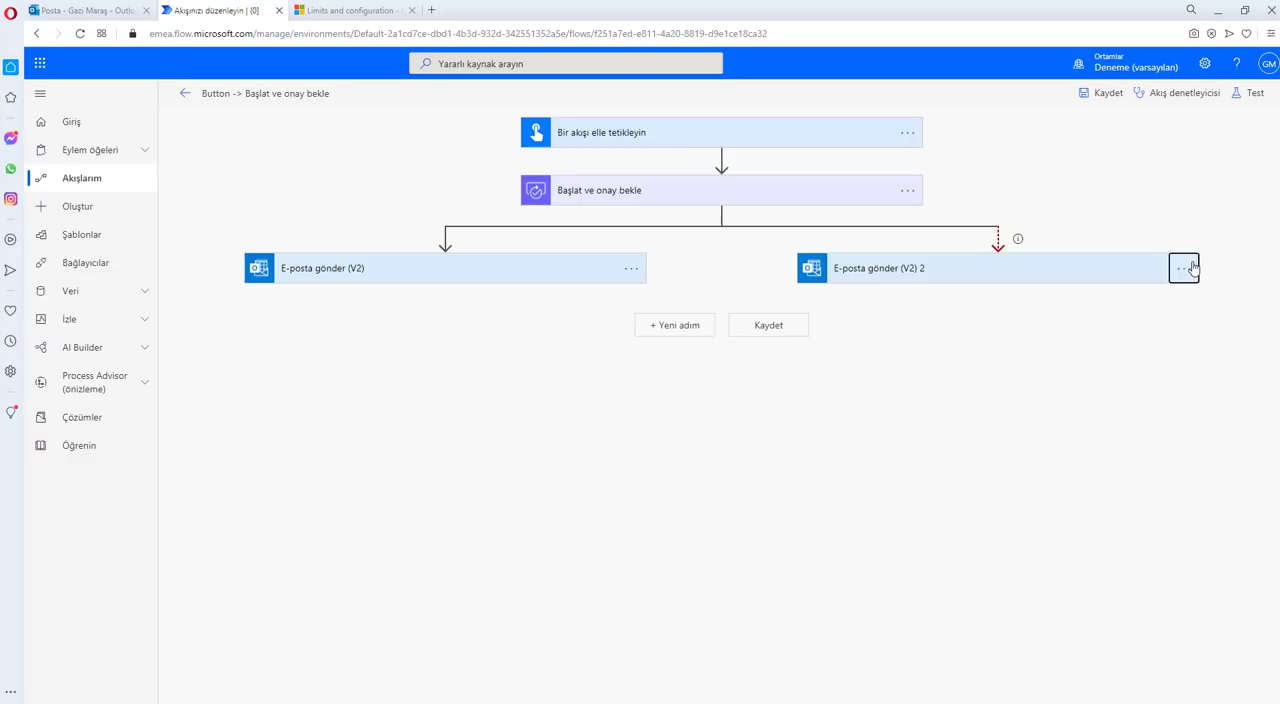 Posta - Gazi Maraş - Outlo
Akışınızı düzenleyin | {0}
Limits and configuration -
emea.flow.microsoft.com/manage/environments/Default-2a1cd7ce-dbd1-4b3d-932d-342551352a5e/flows/f251a7ed-e811-4a20-8819-d9e1ce18ca32
Yararlı kaynak arayın
Ortamlar
Deneme (varsayılan)
?
GM
Button -> Başlat ve onay bekle
Kaydet
Akış denetleyicisi
Test
Giriş
Eylem öğeleri
Akışlarım
Oluştur
Şablonlar
Bağlayıcılar
Veri
İzle
AI Builder
Process Advisor
(önizleme)
Çözümler
Öğrenin
Bir akışı elle tetikleyin
Başlat ve onay bekle
E-posta gönder (V2)
E-posta gönder (V2) 2
+ Yeni adım
Kaydet